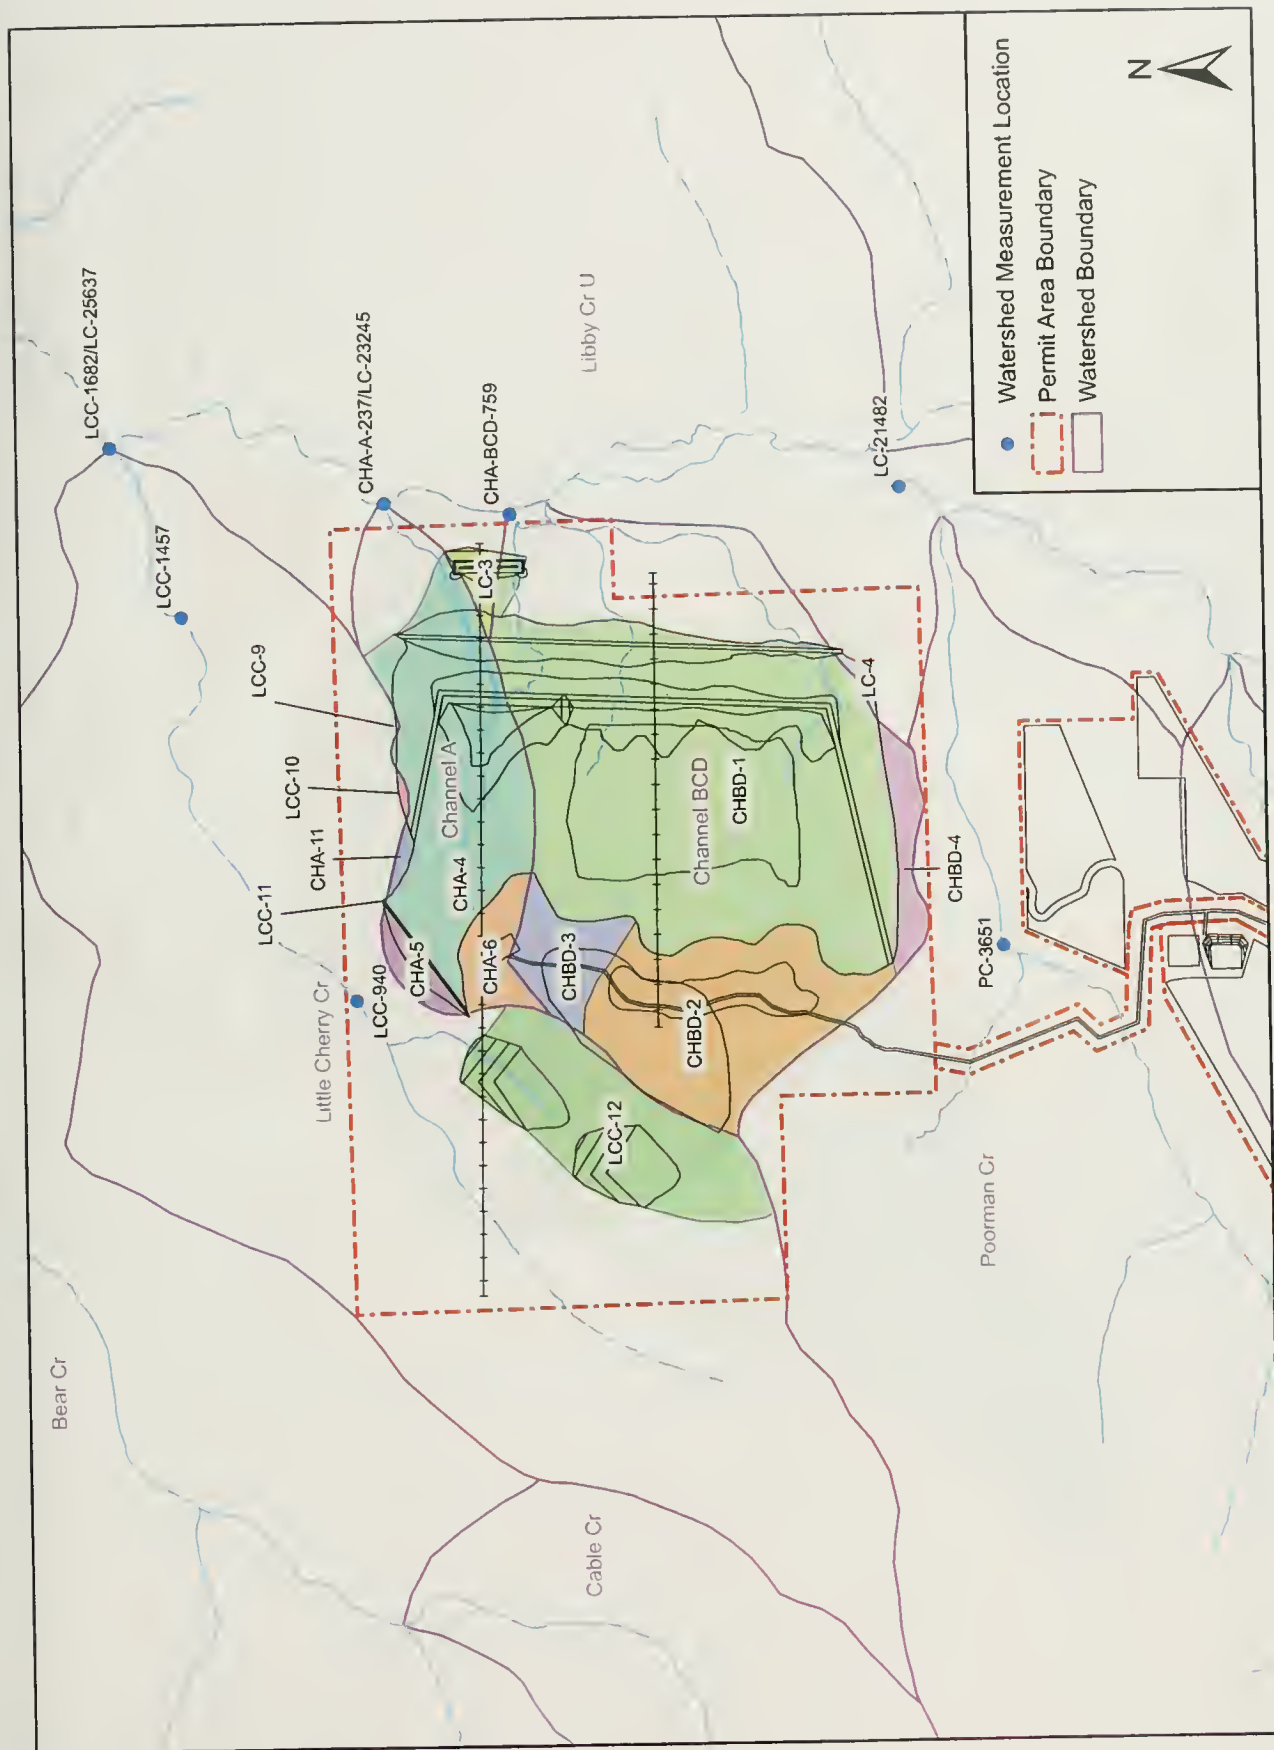 Bear Cr
Cable Cr
LCC-1682/LC-25637
LCC-1457
CHA-A-237/LC-23245
CHA-BCD-759
Libby Cr U
LC-21482
LCC-9
LCC-10
CHA-11
LCC-11
LCC-940
Little Cherry Cr
CHA-5
CHA-6
CHA-4
Channel A
LC-3
CHBD-3
CHBD-2
LCC-12
Channel BCD
CHBD-1
LC-4
CHBD-4
PC-3651
Poorman Cr
Watershed Measurement Location
Permit Area Boundary
Watershed Boundary
N